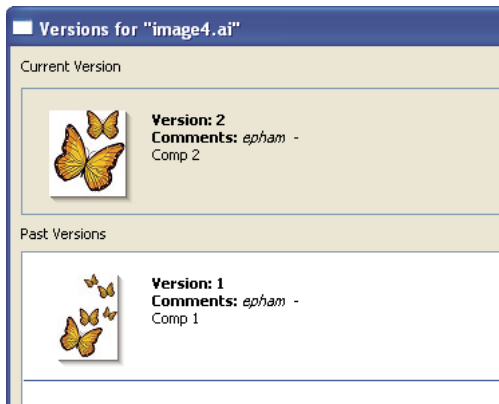 Versions for "image4.ai"
Current Version
Version: 2
Comments: epham -
Comp 2
Past Versions
Version: 1
Comments: epham -
Comp 1